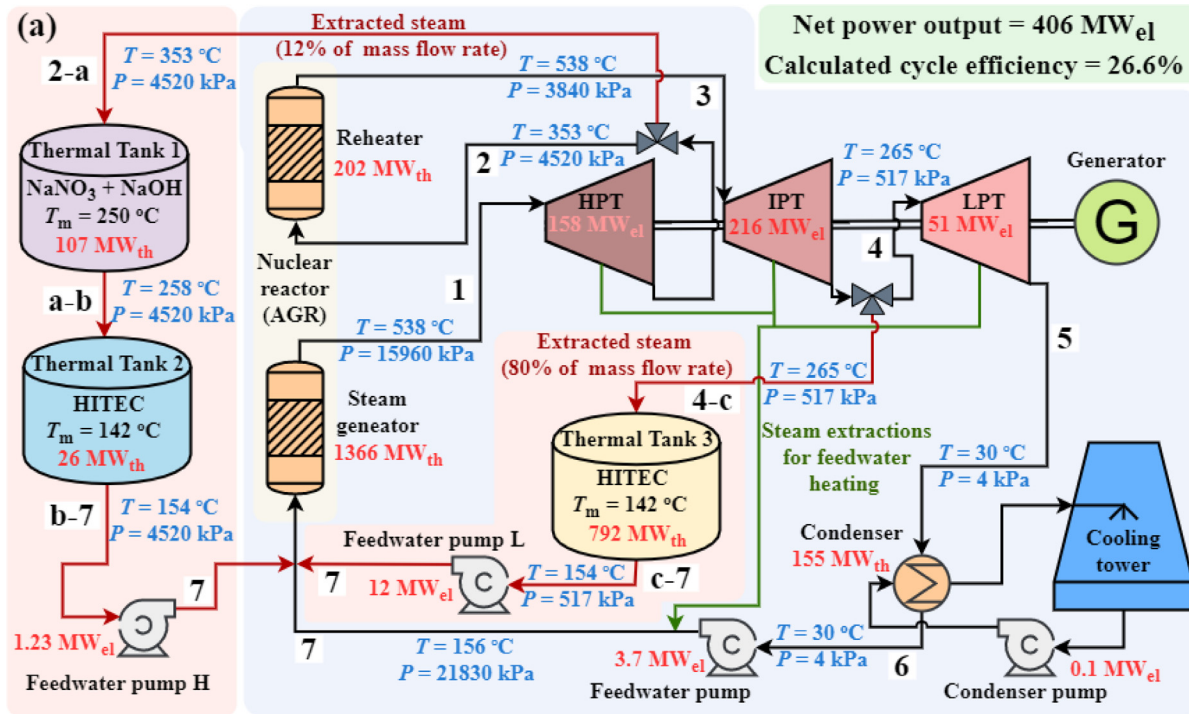 (a)
Extracted steam
(12% of mass flow rate)
Net power output = 406 MWel
Calculated cycle efficiency = 26.6%
2-a
T = 353 °C
P = 4520 kPa
T = 538 °C
P = 3840 kPa
3
Thermal Tank 1
NaNO3 + NaOH
Tm = 250 °C
107 MWth
Reheater
202 MWth
2
T = 353 °C
P = 4520 kPa
HPT
158 MWel
IPT
216 MWel
T = 265 °C
P = 517 kPa
LPT
51 MWel
Generator
G
4
a-b
T = 258 °C
P = 4520 kPa
Nuclear
reactor
(AGR)
1
T = 538 °C
P = 15960 kPa
5
Thermal Tank 2
HITEC
Tm = 142 °C
26 MWth
Steam
geneator
1366 MWth
Extracted steam
(80% of mass flow rate)
4-c
T = 265 °C
P = 517 kPa
Thermal Tank 3
HITEC
Tm = 142 °C
792 MWth
Steam extractions
for feedwater
heating
T = 30 °C
P = 4 kPa
b-7
T = 154 °C
P = 4520 kPa
Condenser
155 MWth
Cooling
tower
Feedwater pump L
7
12 MWel
C
c-7
T = 154 °C
P = 517 kPa
7
1.23 MWel
C
Feedwater pump H
7
T = 156 °C
P = 21830 kPa
3.7 MWel
C
Feedwater pump
T = 30 °C
P = 4 kPa
6
C
0.1 MWel
Condenser pump